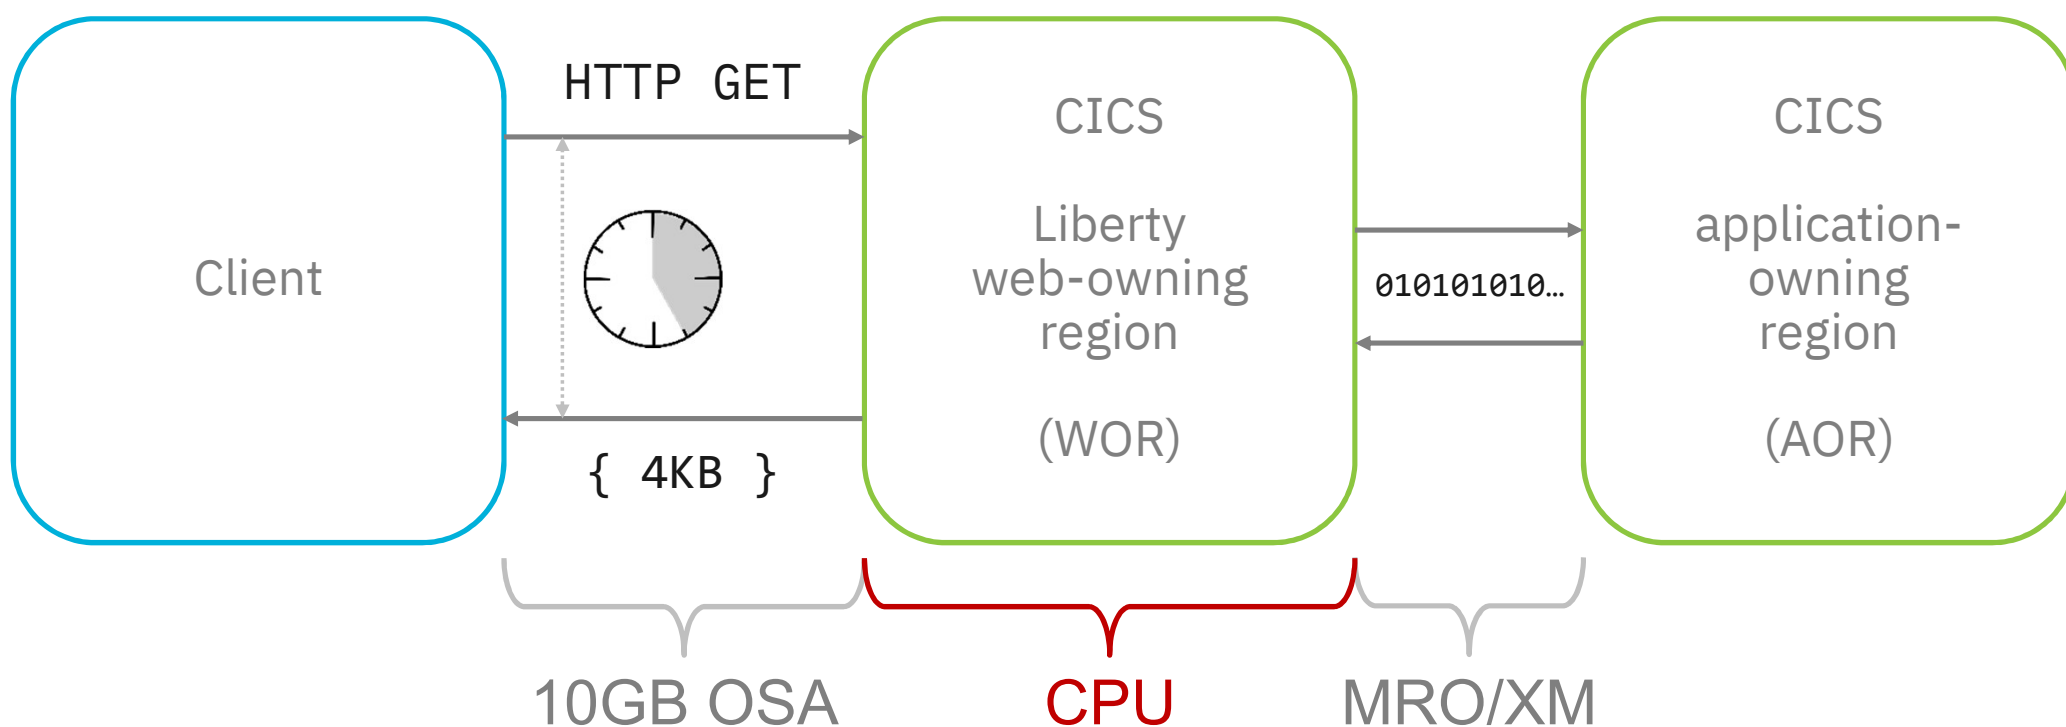 Client
HTTP GET
{ 4KB }
CICS
Liberty
web-owning
region
(WOR)
010101010…
CICS
application-
owning
region
(AOR)
10GB OSA
CPU
MRO/XM